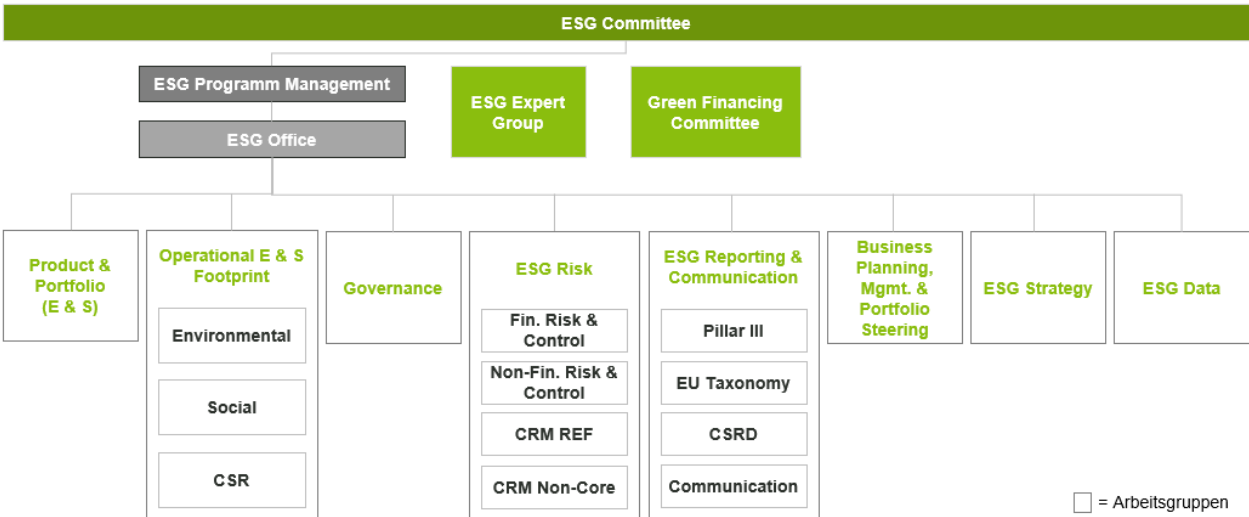 ESG Committee
ESG Programm Management
ESG Office
ESG Expert
Group
Green Financing
Committee
Product &
Portfolio
(E & S)
Operational E & S
Footprint
Environmental
Social
CSR
Governance
ESG Risk
Fin. Risk &
Control
Non-Fin. Risk &
Control
CRM REF
CRM Non-Core
ESG Reporting &
Communication
Pillar III
EU Taxonomy
CSRD
Communication
Business
Planning,
Mgmt. &
Portfolio
Steering
ESG Strategy
ESG Data
= Arbeitsgruppen